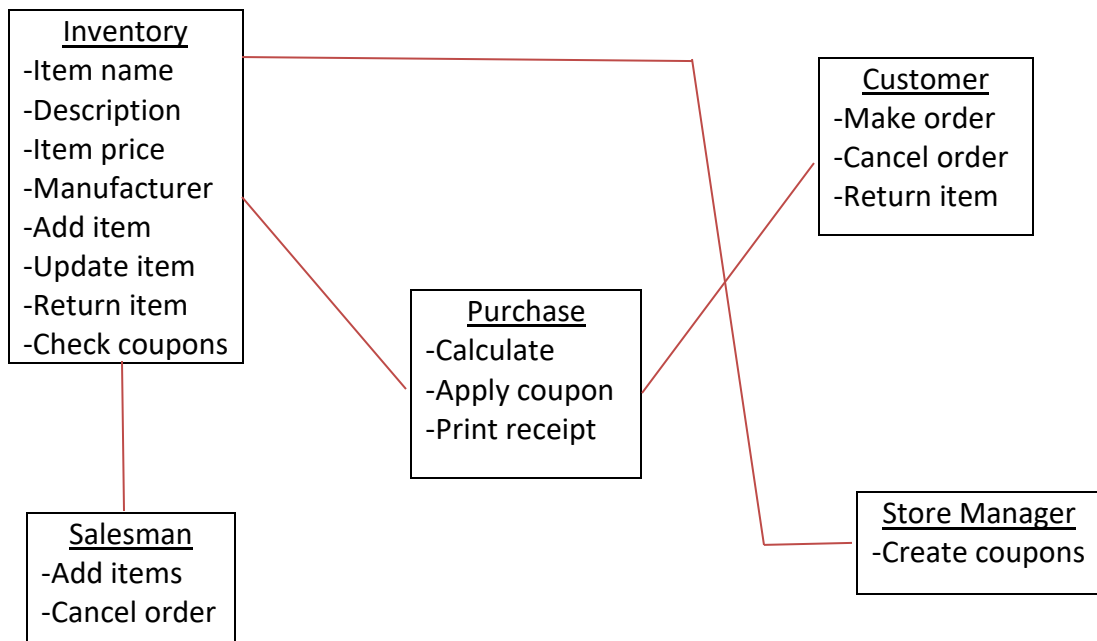 Inventory
-Item name
-Description
-Item price
-Manufacturer
-Add item
-Update item
-Return item
-Check coupons
Customer
-Make order
-Cancel order
-Return item
Purchase
-Calculate
-Apply coupon
-Print receipt
Salesman
-Add items
-Cancel order
Store Manager
-Create coupons